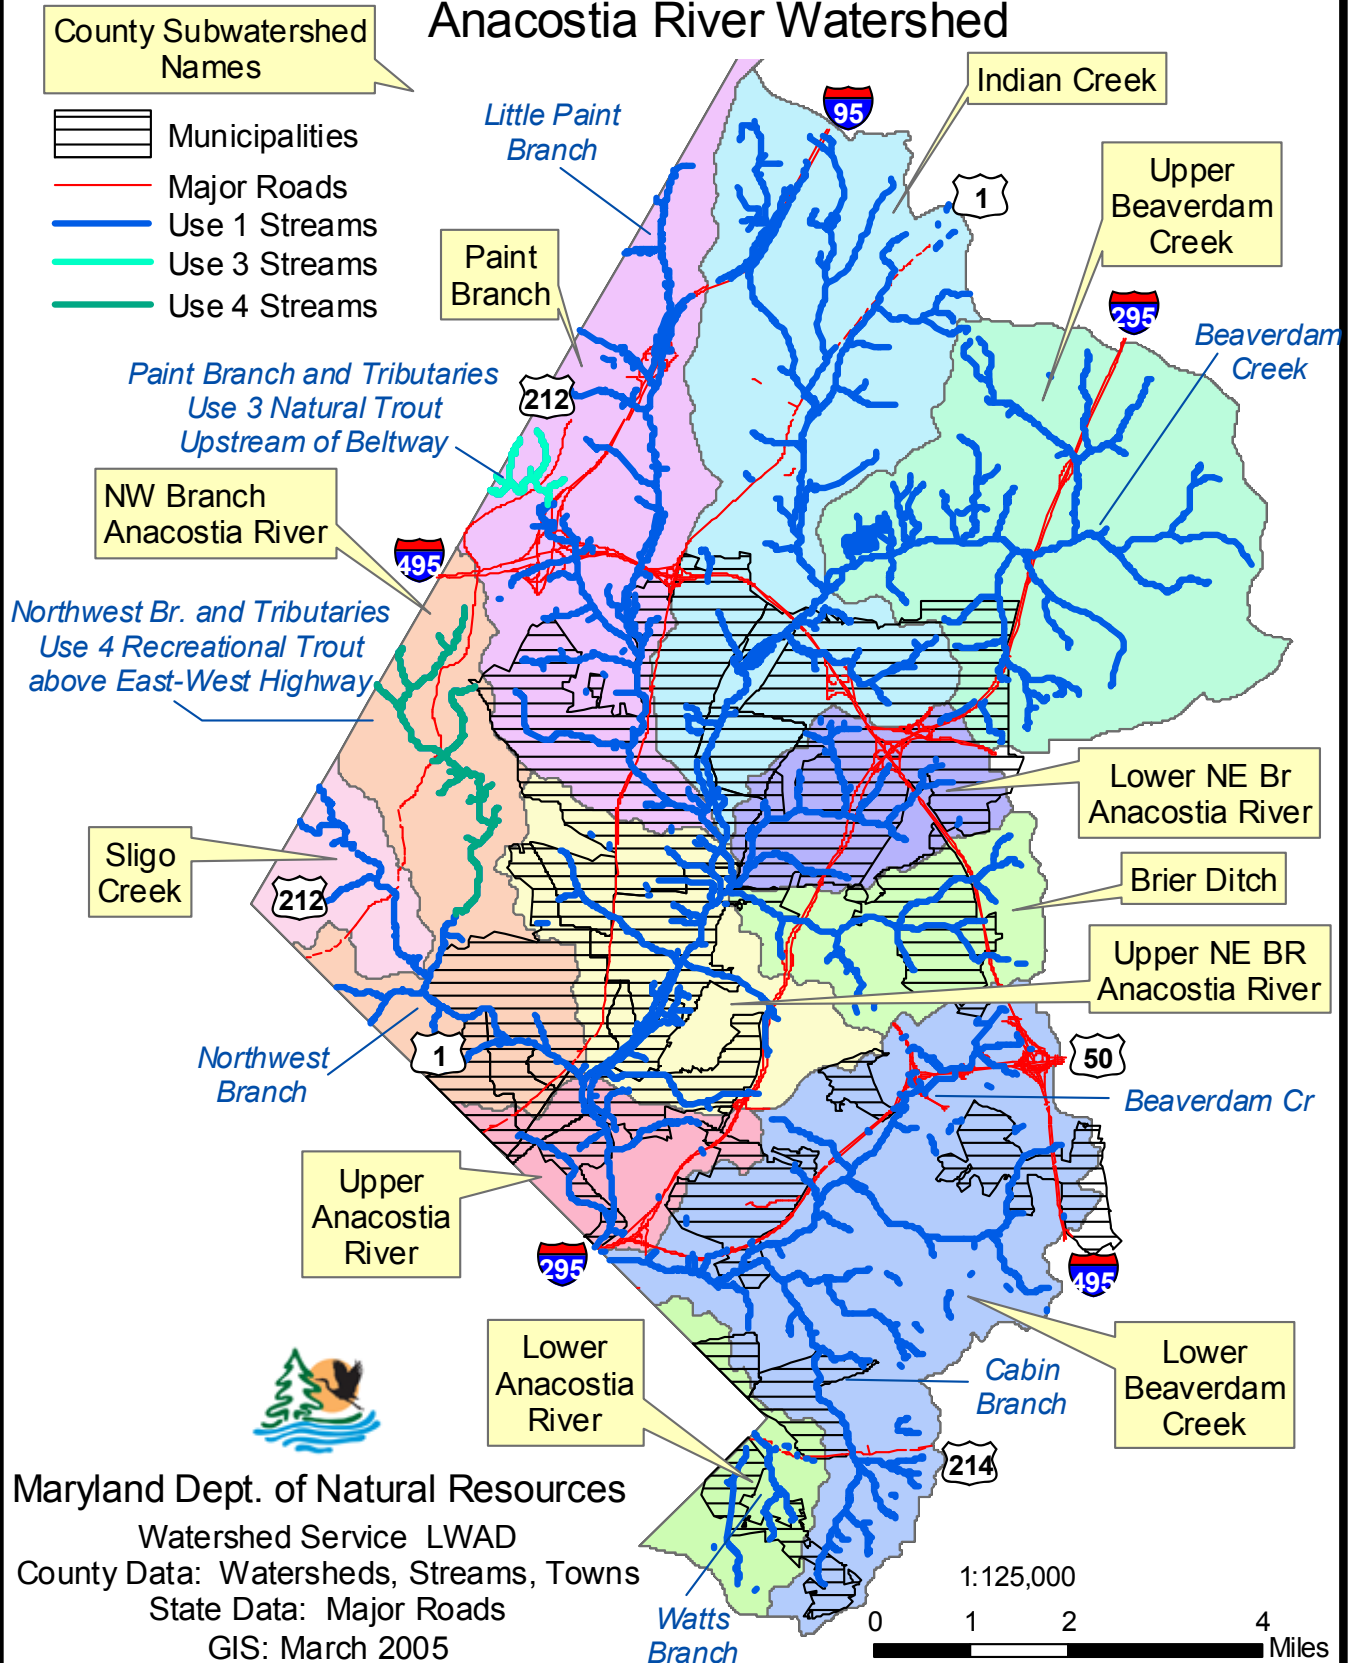 Anacostia River Watershed
County Subwatershed
Names
Municipalities
Major Roads
Use 1 Streams
Use 3 Streams
Use 4 Streams
Little Paint
Branch
95
Indian Creek
1
Upper
Beaverdam
Creek
Paint
Branch
295
Beaverdam
Creek
Paint Branch and Tributaries
Use 3 Natural Trout
Upstream of Beltway
212
NW Branch
Anacostia River
495
Northwest Br. and Tributaries
Use 4 Recreational Trout
above East-West Highway
Lower NE Br
Anacostia River
Sligo
Creek
212
Brier Ditch
Upper NE BR
Anacostia River
Northwest
Branch
1
50
Beaverdam Cr
Upper
Anacostia
River
295
495
Lower
Anacostia
River
Cabin
Branch
Lower
Beaverdam
Creek
214
Maryland Dept. of Natural Resources
Watershed Service LWAD
County Data: Watersheds, Streams, Towns
State Data: Major Roads
GIS: March 2005
Watts
Branch
1:125,000
0 1 2 4
Miles